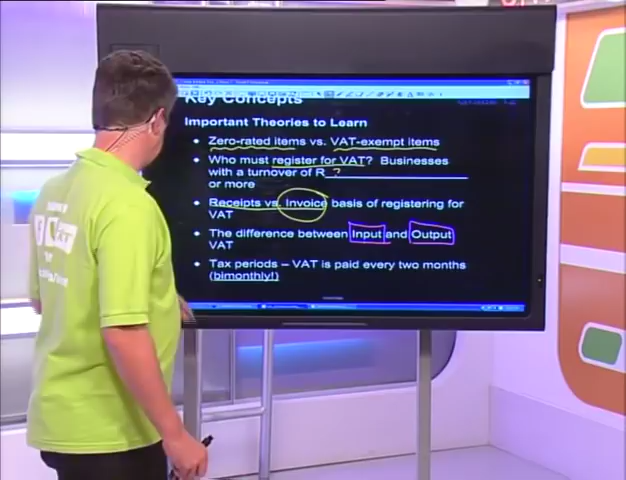 Key Concepts
Important Theories to Learn
• Zero-rated items vs. VAT-exempt items
• Who must register for VAT? Businesses
with a turnover of R ?
or more
• Receipts vs. Invoice basis of registering for
VAT
• The difference between Input and Output
VAT
• Tax periods – VAT is paid every two months
(bimonthly!)